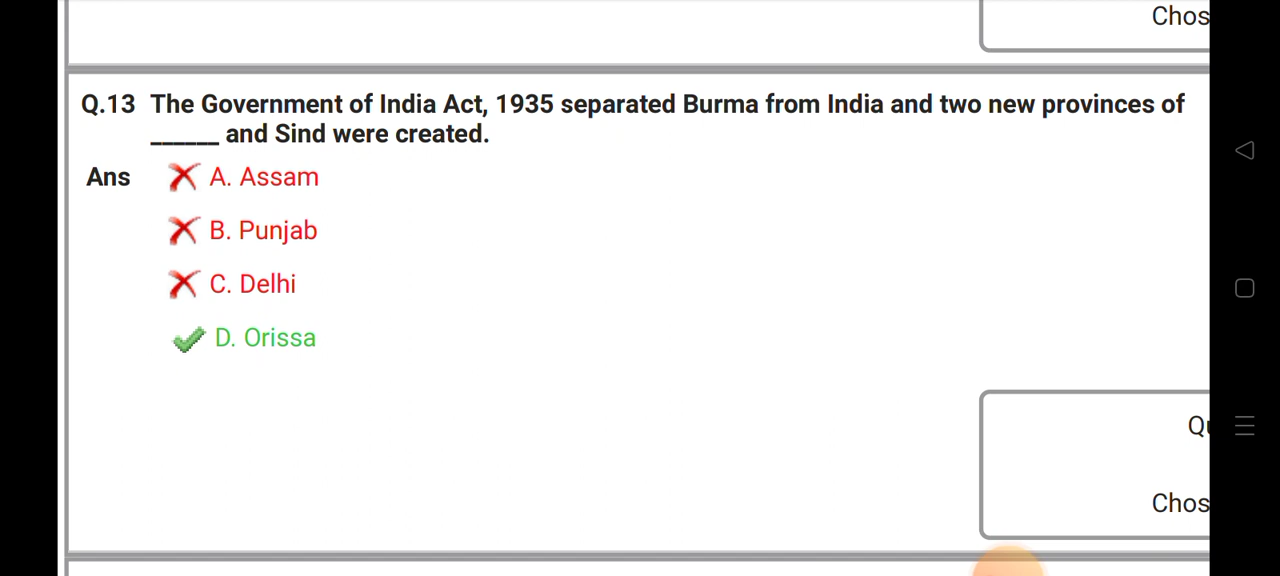 Chos
Q.13 The Government of India Act, 1935 separated Burma from India and two new provinces of
______ and Sind were created.
Ans A. Assam
B. Punjab
C. Delhi
D. Orissa
Qu
Chos